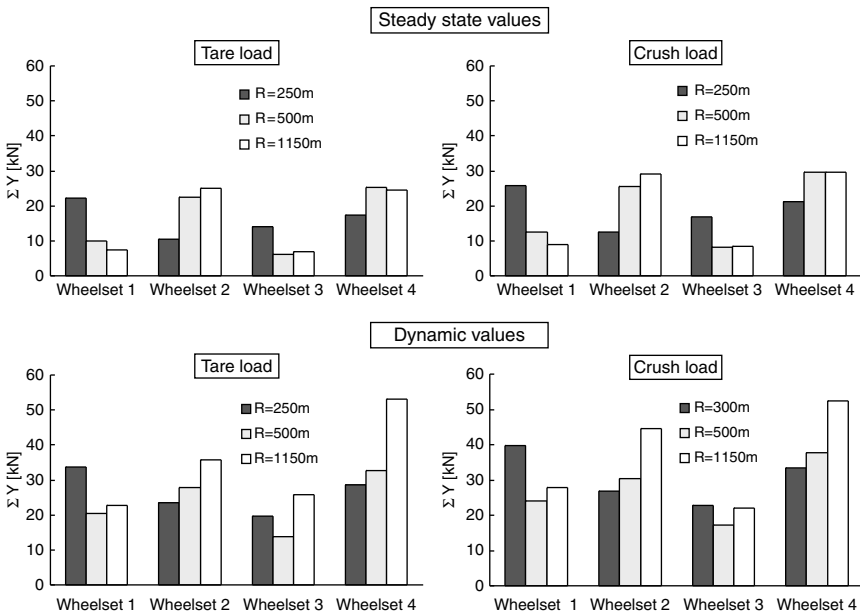 Steady state values
Tare load
60
50
40
30
20
10
0
Σ Y [kN]
R=250m
R=500m
R=1150m
Wheelset 1 Wheelset 2 Wheelset 3 Wheelset 4
Crush load
60
50
40
30
20
10
0
Σ Y [kN]
R=250m
R=500m
R=1150m
Wheelset 1 Wheelset 2 Wheelset 3 Wheelset 4
Dynamic values
Tare load
60
50
40
30
20
10
0
Σ Y [kN]
R=250m
R=500m
R=1150m
Wheelset 1 Wheelset 2 Wheelset 3 Wheelset 4
Crush load
60
50
40
30
20
10
0
Σ Y [kN]
R=300m
R=500m
R=1150m
Wheelset 1 Wheelset 2 Wheelset 3 Wheelset 4